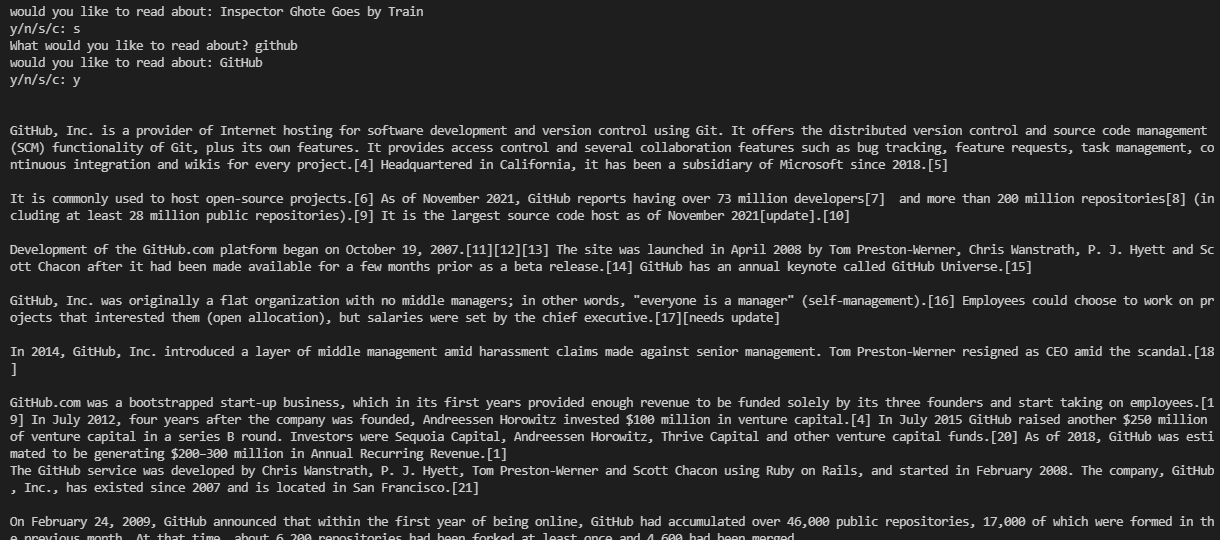 would you like to read about: Inspector Ghote Goes by Train
y/n/s/c: s
What would you like to read about? github
would you like to read about: GitHub
y/n/s/c: y
GitHub, Inc. is a provider of Internet hosting for software development and version control using Git. It offers the distributed version control and source code management
(SCM) functionality of Git, plus its own features. It provides access control and several collaboration features such as bug tracking, feature requests, task management, co
ntinuous integration and wikis for every project.[4] Headquartered in California, it has been a subsidiary of Microsoft since 2018.[5]
It is commonly used to host open-source projects.[6] As of November 2021, GitHub reports having over 73 million developers[7]  and more than 200 million repositories[8] (in
cluding at least 28 million public repositories).[9] It is the largest source code host as of November 2021[update].[10]
Development of the GitHub.com platform began on October 19, 2007.[11][12][13] The site was launched in April 2008 by Tom Preston-Werner, Chris Wanstrath, P. J. Hyett and Sc
ott Chacon after it had been made available for a few months prior as a beta release.[14] GitHub has an annual keynote called GitHub Universe.[15]
GitHub, Inc. was originally a flat organization with no middle managers; in other words, "everyone is a manager" (self-management).[16] Employees could choose to work on pr
ojects that interested them (open allocation), but salaries were set by the chief executive.[17][needs update]
In 2014, GitHub, Inc. introduced a layer of middle management amid harassment claims made against senior management. Tom Preston-Werner resigned as CEO amid the scandal.[18
]
GitHub.com was a bootstrapped start-up business, which in its first years provided enough revenue to be funded solely by its three founders and start taking on employees.[1
9] In July 2012, four years after the company was founded, Andreessen Horowitz invested $100 million in venture capital.[4] In July 2015 GitHub raised another $250 million
of venture capital in a series B round. Investors were Sequoia Capital, Andreessen Horowitz, Thrive Capital and other venture capital funds.[20] As of 2018, GitHub was esti
mated to be generating $200–300 million in Annual Recurring Revenue.[1]
The GitHub service was developed by Chris Wanstrath, P. J. Hyett, Tom Preston-Werner and Scott Chacon using Ruby on Rails, and started in February 2008. The company, GitHub
, Inc., has existed since 2007 and is located in San Francisco.[21]
On February 24, 2009, GitHub announced that within the first year of being online, GitHub had accumulated over 46,000 public repositories, 17,000 of which were formed in th
e previous month. At that time, about 6,200 repositories had been forked at least once and 4,600 had been merged.